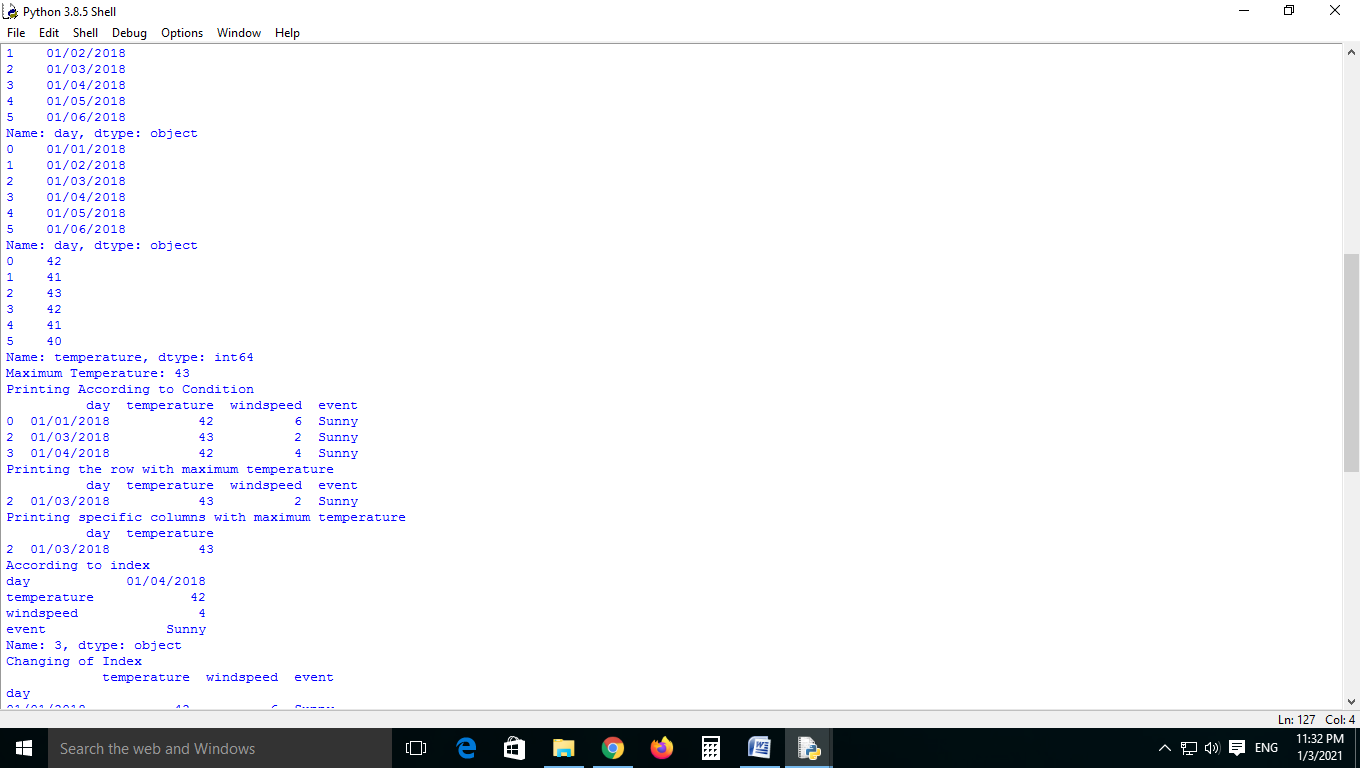 Python 3.8.5 Shell
File Edit Shell Debug Options Window Help
1    01/02/2018
2    01/03/2018
3    01/04/2018
4    01/05/2018
5    01/06/2018
Name: day, dtype: object
0    01/01/2018
1    01/02/2018
2    01/03/2018
3    01/04/2018
4    01/05/2018
5    01/06/2018
Name: day, dtype: object
0    42
1    41
2    43
3    42
4    41
5    40
Name: temperature, dtype: int64
Maximum Temperature: 43
Printing According to Condition
          day  temperature  windspeed  event
0  01/01/2018           42          6  Sunny
2  01/03/2018           43          2  Sunny
3  01/04/2018           42          4  Sunny
Printing the row with maximum temperature
          day  temperature  windspeed  event
2  01/03/2018           43          2  Sunny
Printing specific columns with maximum temperature
          day  temperature
2  01/03/2018           43
According to index
day            01/04/2018
temperature            42
windspeed               4
event               Sunny
Name: 3, dtype: object
Changing of Index
            temperature  windspeed  event
day
01/01/2018           42          6  Sunny
Ln: 127 Col: 4
Search the web and Windows
ENG
11:32 PM
1/3/2021